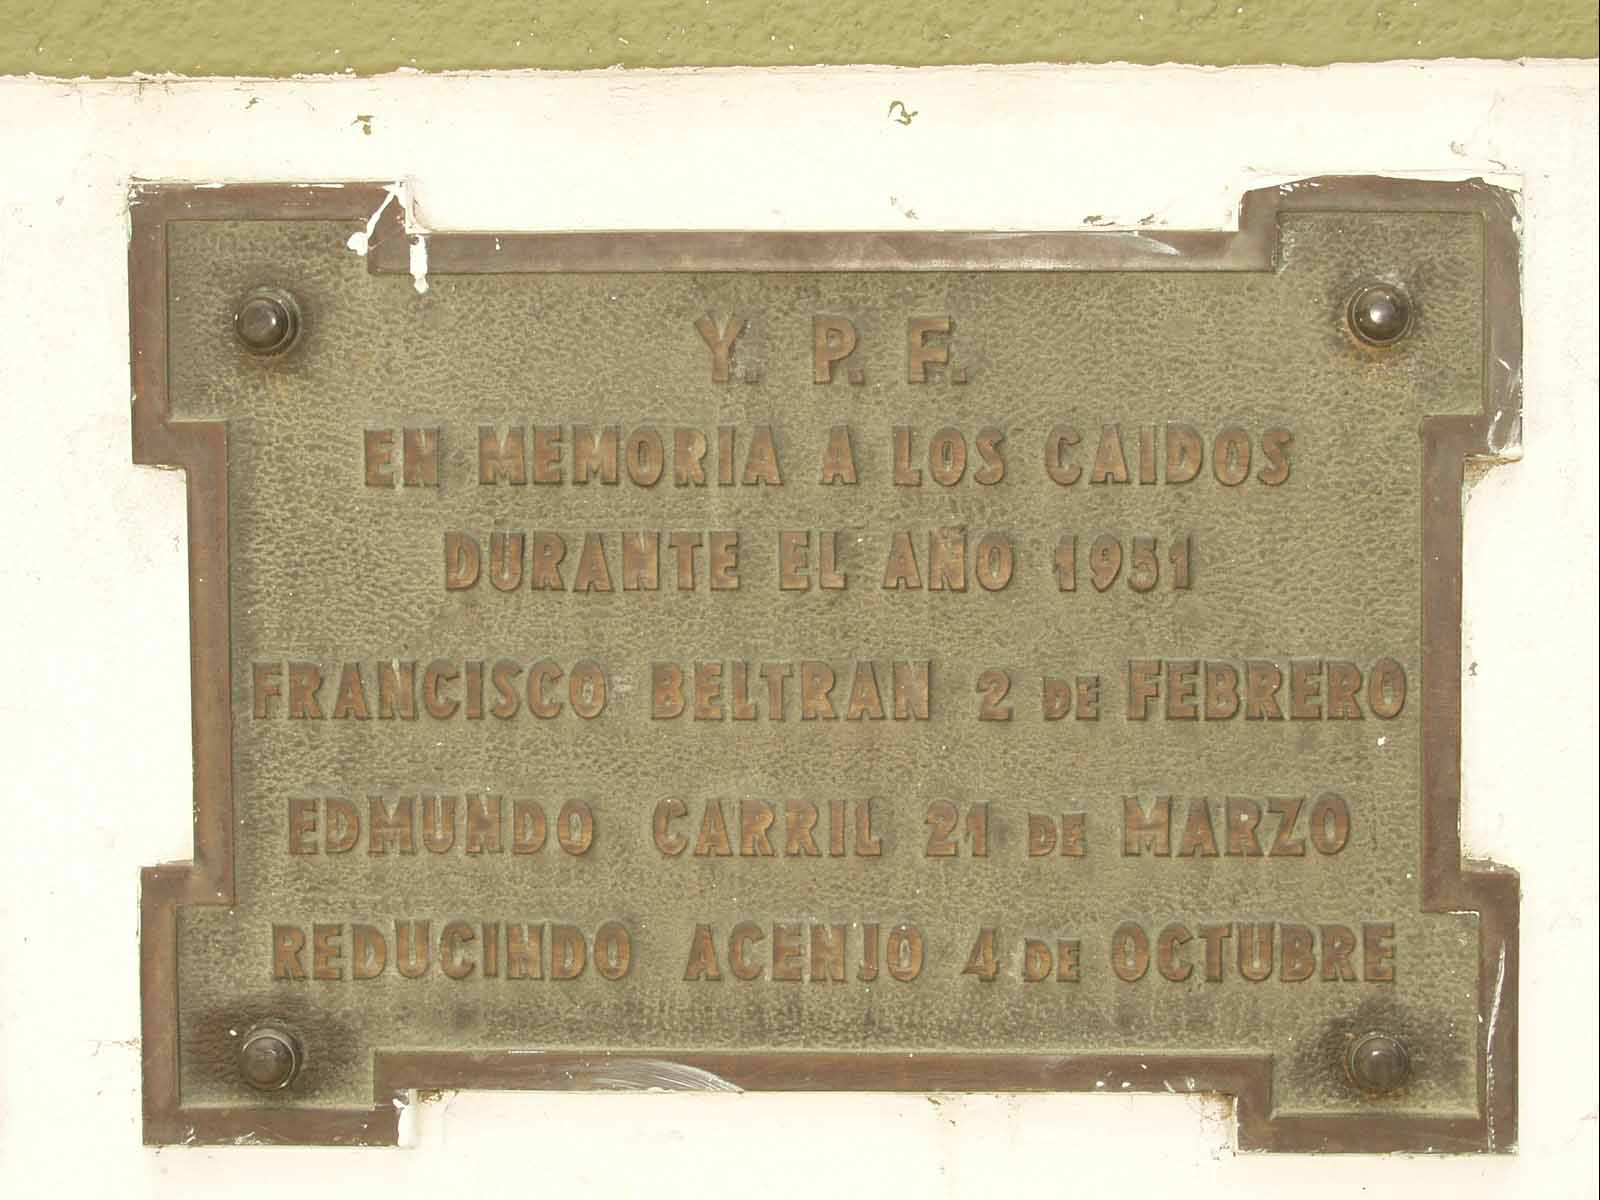 Y. P. F.
EN MEMORIA A LOS CAIDOS
DURANTE EL AÑO 1951
FRANCISCO BELTRAN 2 DE FEBRERO
EDMUNDO CARRIL 21 DE MARZO
REDUCINDO ACENJO 4 DE OCTUBRE